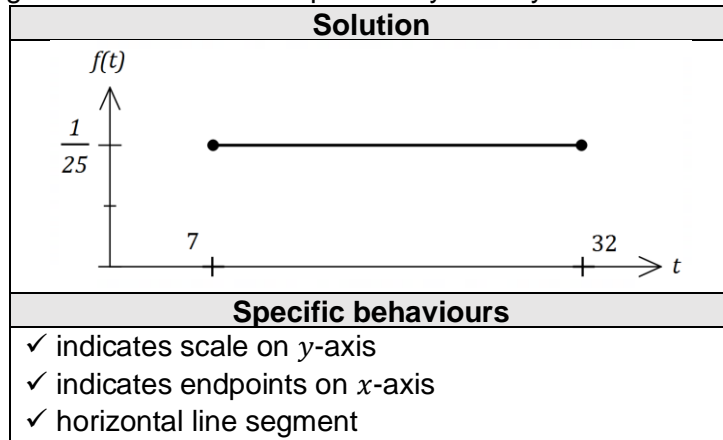 Solution
f(t)
1
25
7
32
t
Specific behaviours
✓ indicates scale on y-axis
✓ indicates endpoints on x-axis
✓ horizontal line segment